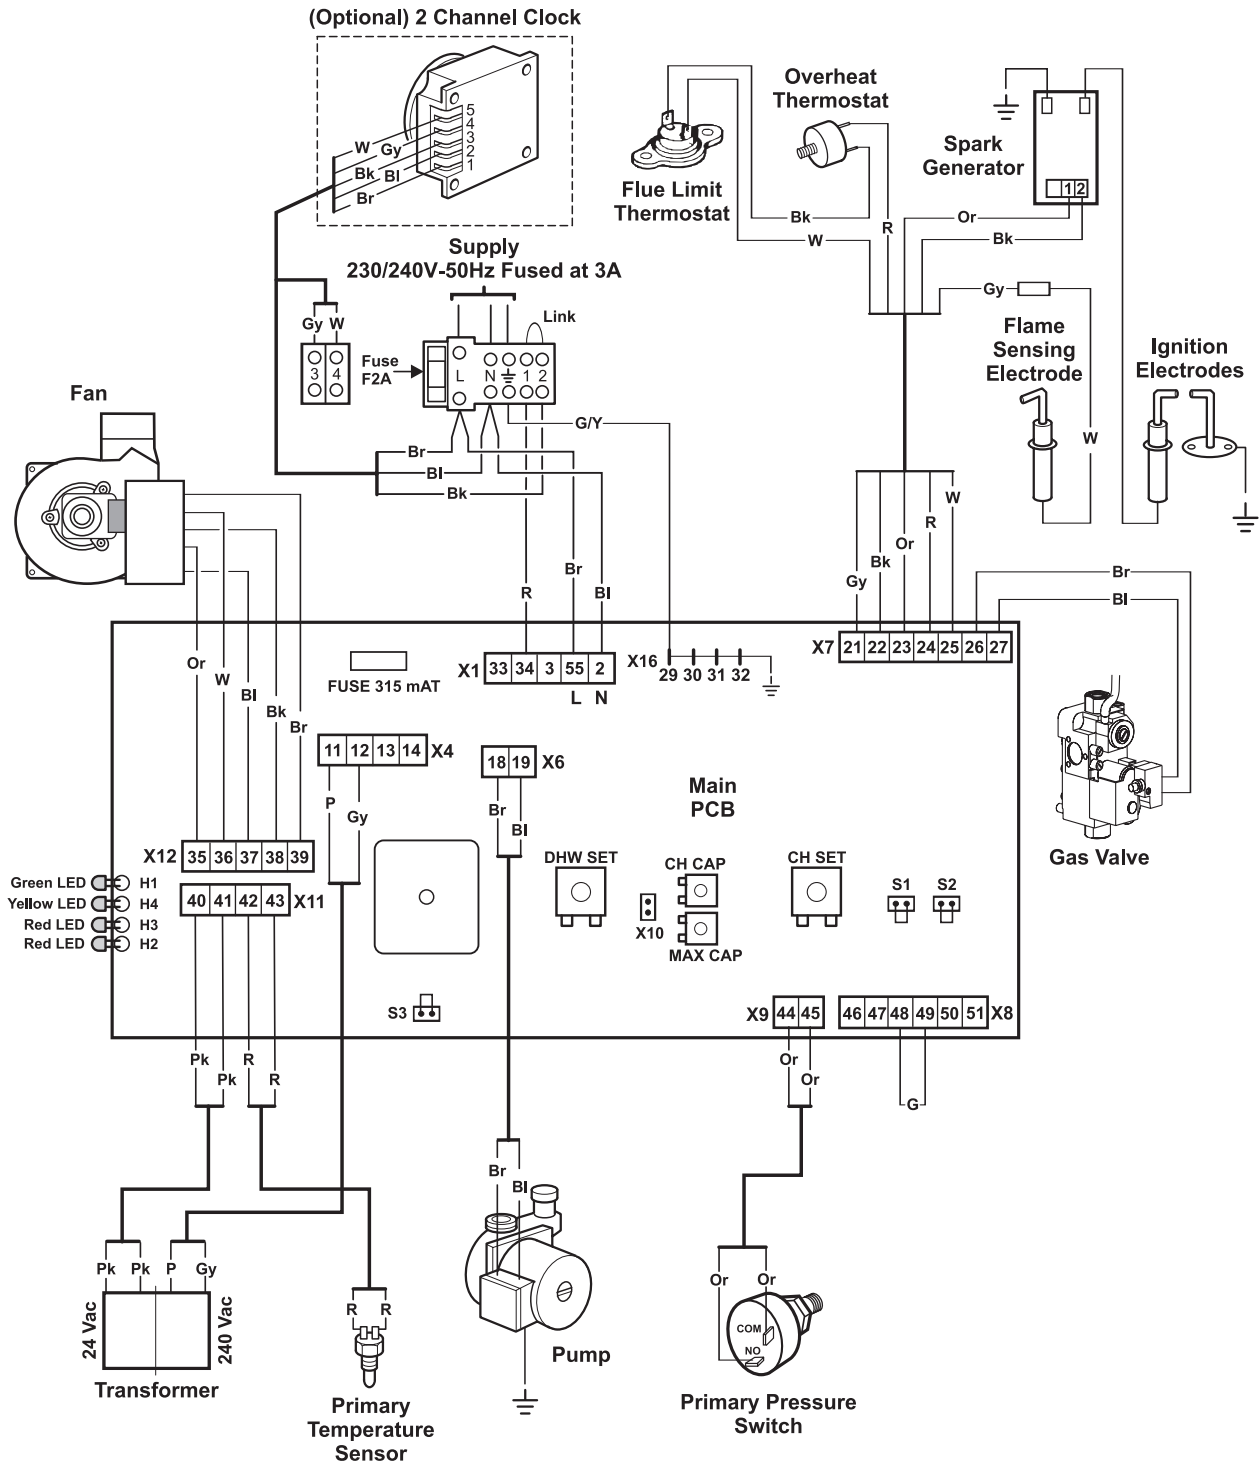 (Optional) 2 Channel Clock
5
4
3
2
1
W
Gy
Bk
Bl
Br
Overheat
Thermostat
Spark
Generator
1 2
Flue Limit
Thermostat
Bk
W
R
Or
Bk
Gy
Supply
230/240V-50Hz Fused at 3A
Link
Gy W
3 4
Fuse
F2A
L N 1 2
G/Y
Br
Bl
Bk
Flame
Sensing
Electrode
Ignition
Electrodes
W
Fan
R
Br
Bl
Gy
Bk
Or
R
W
Br
Bl
Or
W
Bl
Bk
Br
FUSE 315 mAT
X1 33 34 3 55 2
L N
X16
29 30 31 32
X7 21 22 23 24 25 26 27
11 12 13 14 X4
18 19 X6
P
Gy
Br
Bl
Main
PCB
Gas Valve
X12 35 36 37 38 39
40 41 42 43 X11
Green LED H1
Yellow LED H4
Red LED H3
Red LED H2
DHW SET
CH CAP
X10
MAX CAP
CH SET
S1
S2
S3
X9 44 45
46 47 48 49 50 51 X8
Pk
Pk
R
R
Or
Or
G
Br
Bl
Pk Pk P Gy
24 Vac
240 Vac
Transformer
R R
Primary
Temperature
Sensor
Pump
Or
Or
COM
NO
Primary Pressure
Switch